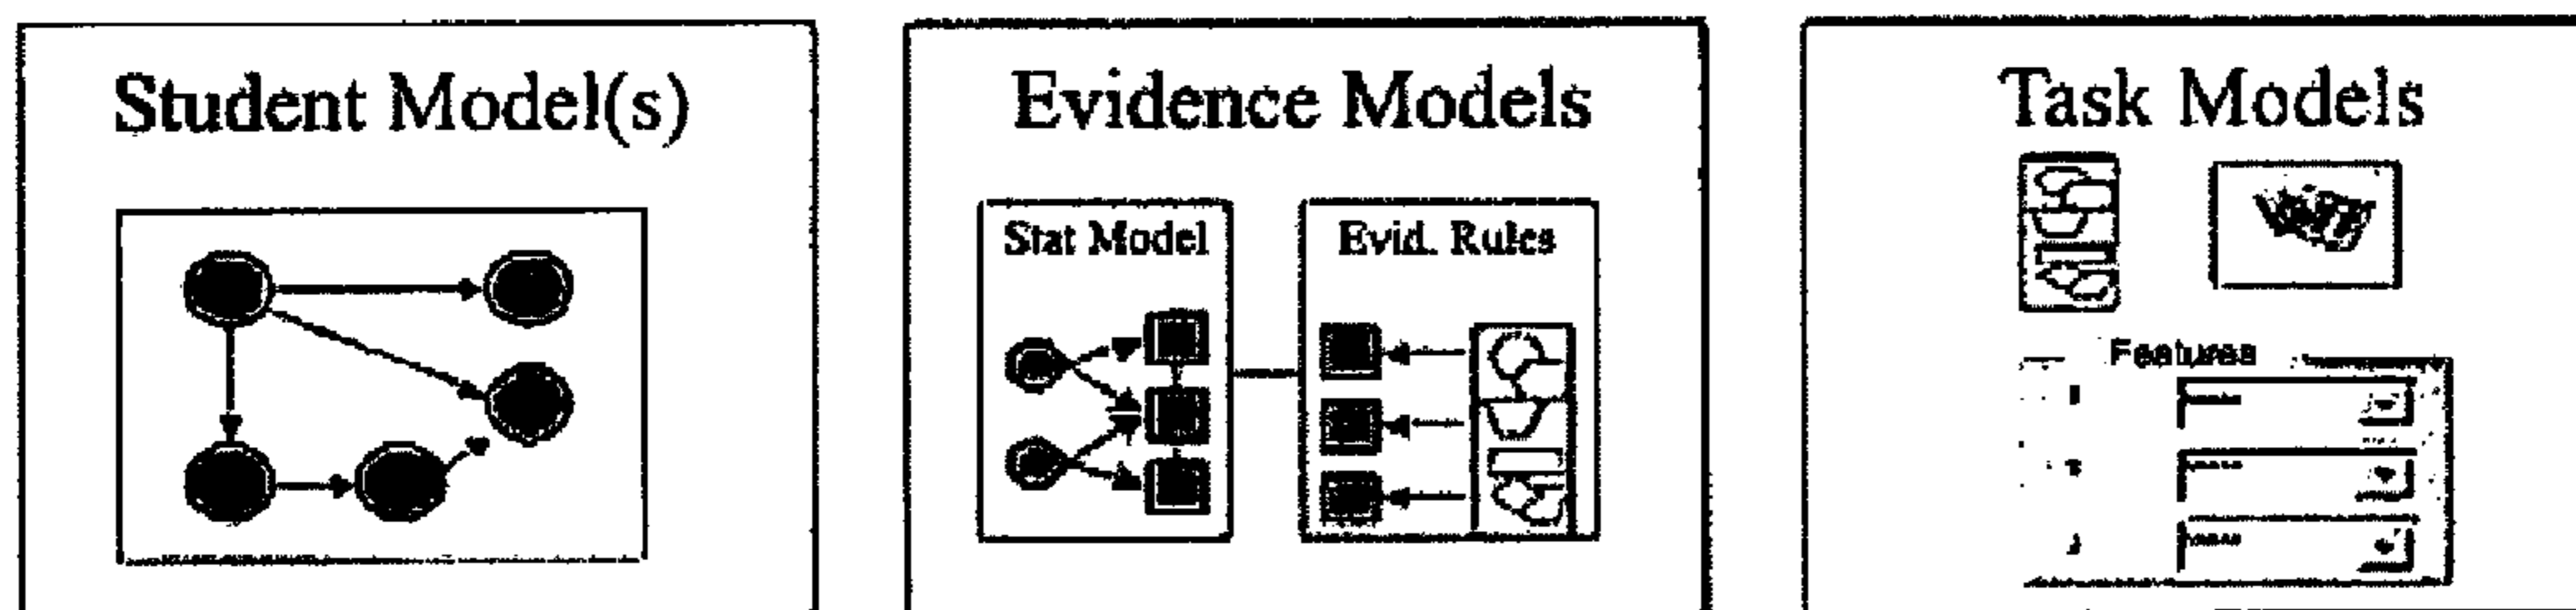 Student Model(s)
Evidence Models
Stat Model
Evid. Rules
Task Models
Features